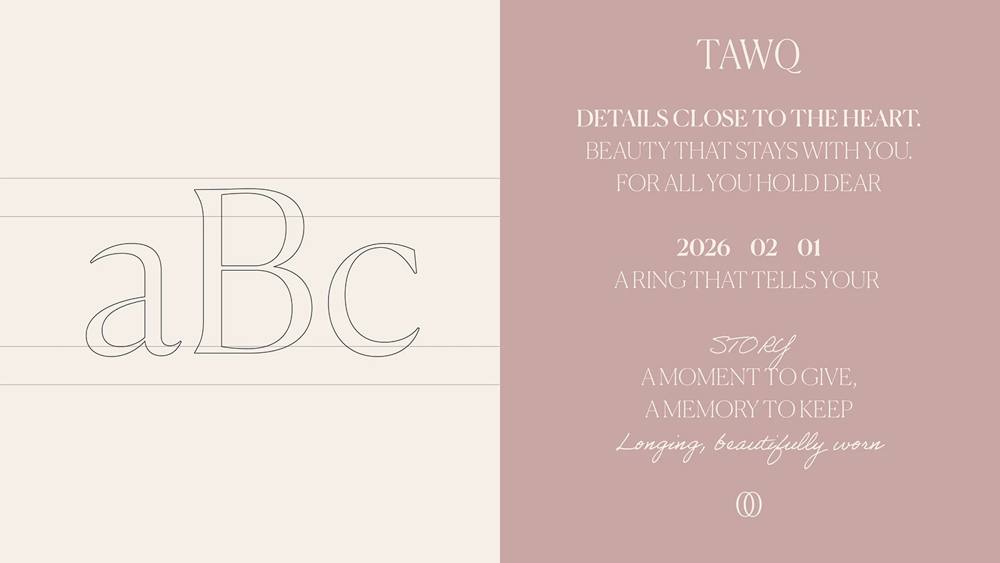 aBc
TAWQ
DETAILS CLOSE TO THE HEART.
BEAUTY THAT STAYS WITH YOU.
FOR ALL YOU HOLD DEAR
2026 02 01
A RING THAT TELLS YOUR
STORY
A MOMENT TO GIVE,
A MEMORY TO KEEP
Longing, beautifully worn